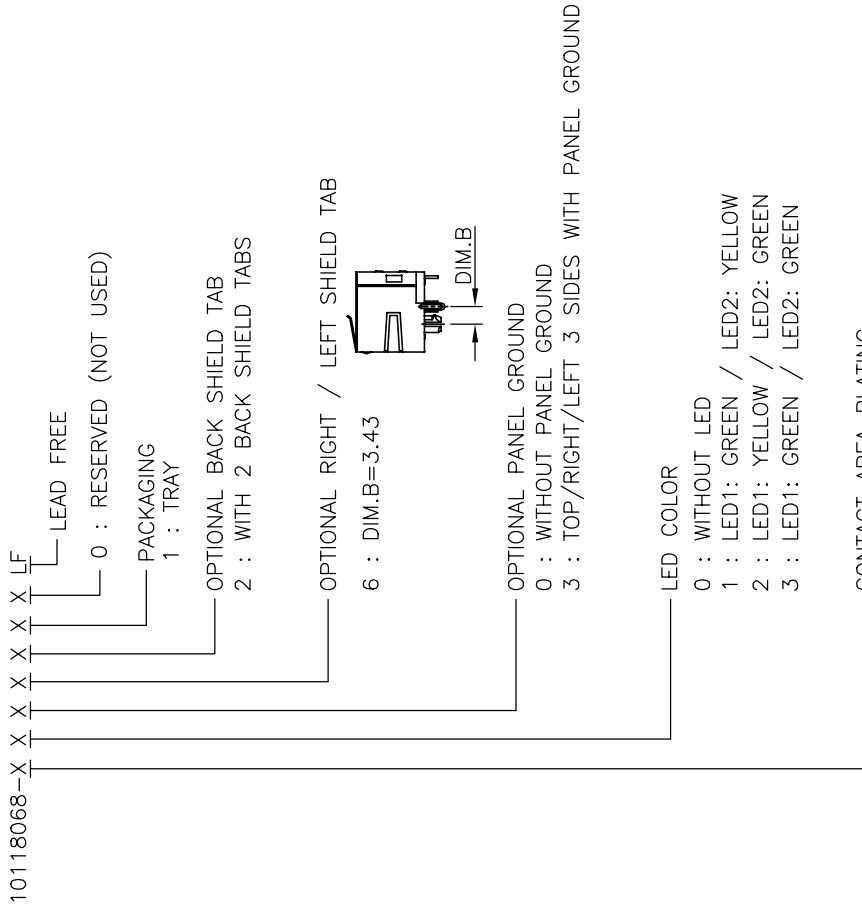 10118068-X X X X X X X LF
LEAD FREE
0 : RESERVED (NOT USED)
PACKAGING
1 : TRAY
OPTIONAL BACK SHIELD TAB
2 : WITH 2 BACK SHIELD TABS
OPTIONAL RIGHT / LEFT SHIELD TAB
6 : DIM.B=3.43
DIM.B
OPTIONAL PANEL GROUND
0 : WITHOUT PANEL GROUND
3 : TOP/RIGHT/LEFT 3 SIDES WITH PANEL GROUND
LED COLOR
0 : WITHOUT LED
1 : LED1: GREEN / LED2: YELLOW
2 : LED1: YELLOW / LED2: GREEN
3 : LED1: GREEN / LED2: GREEN
CONTACT AREA PLATING